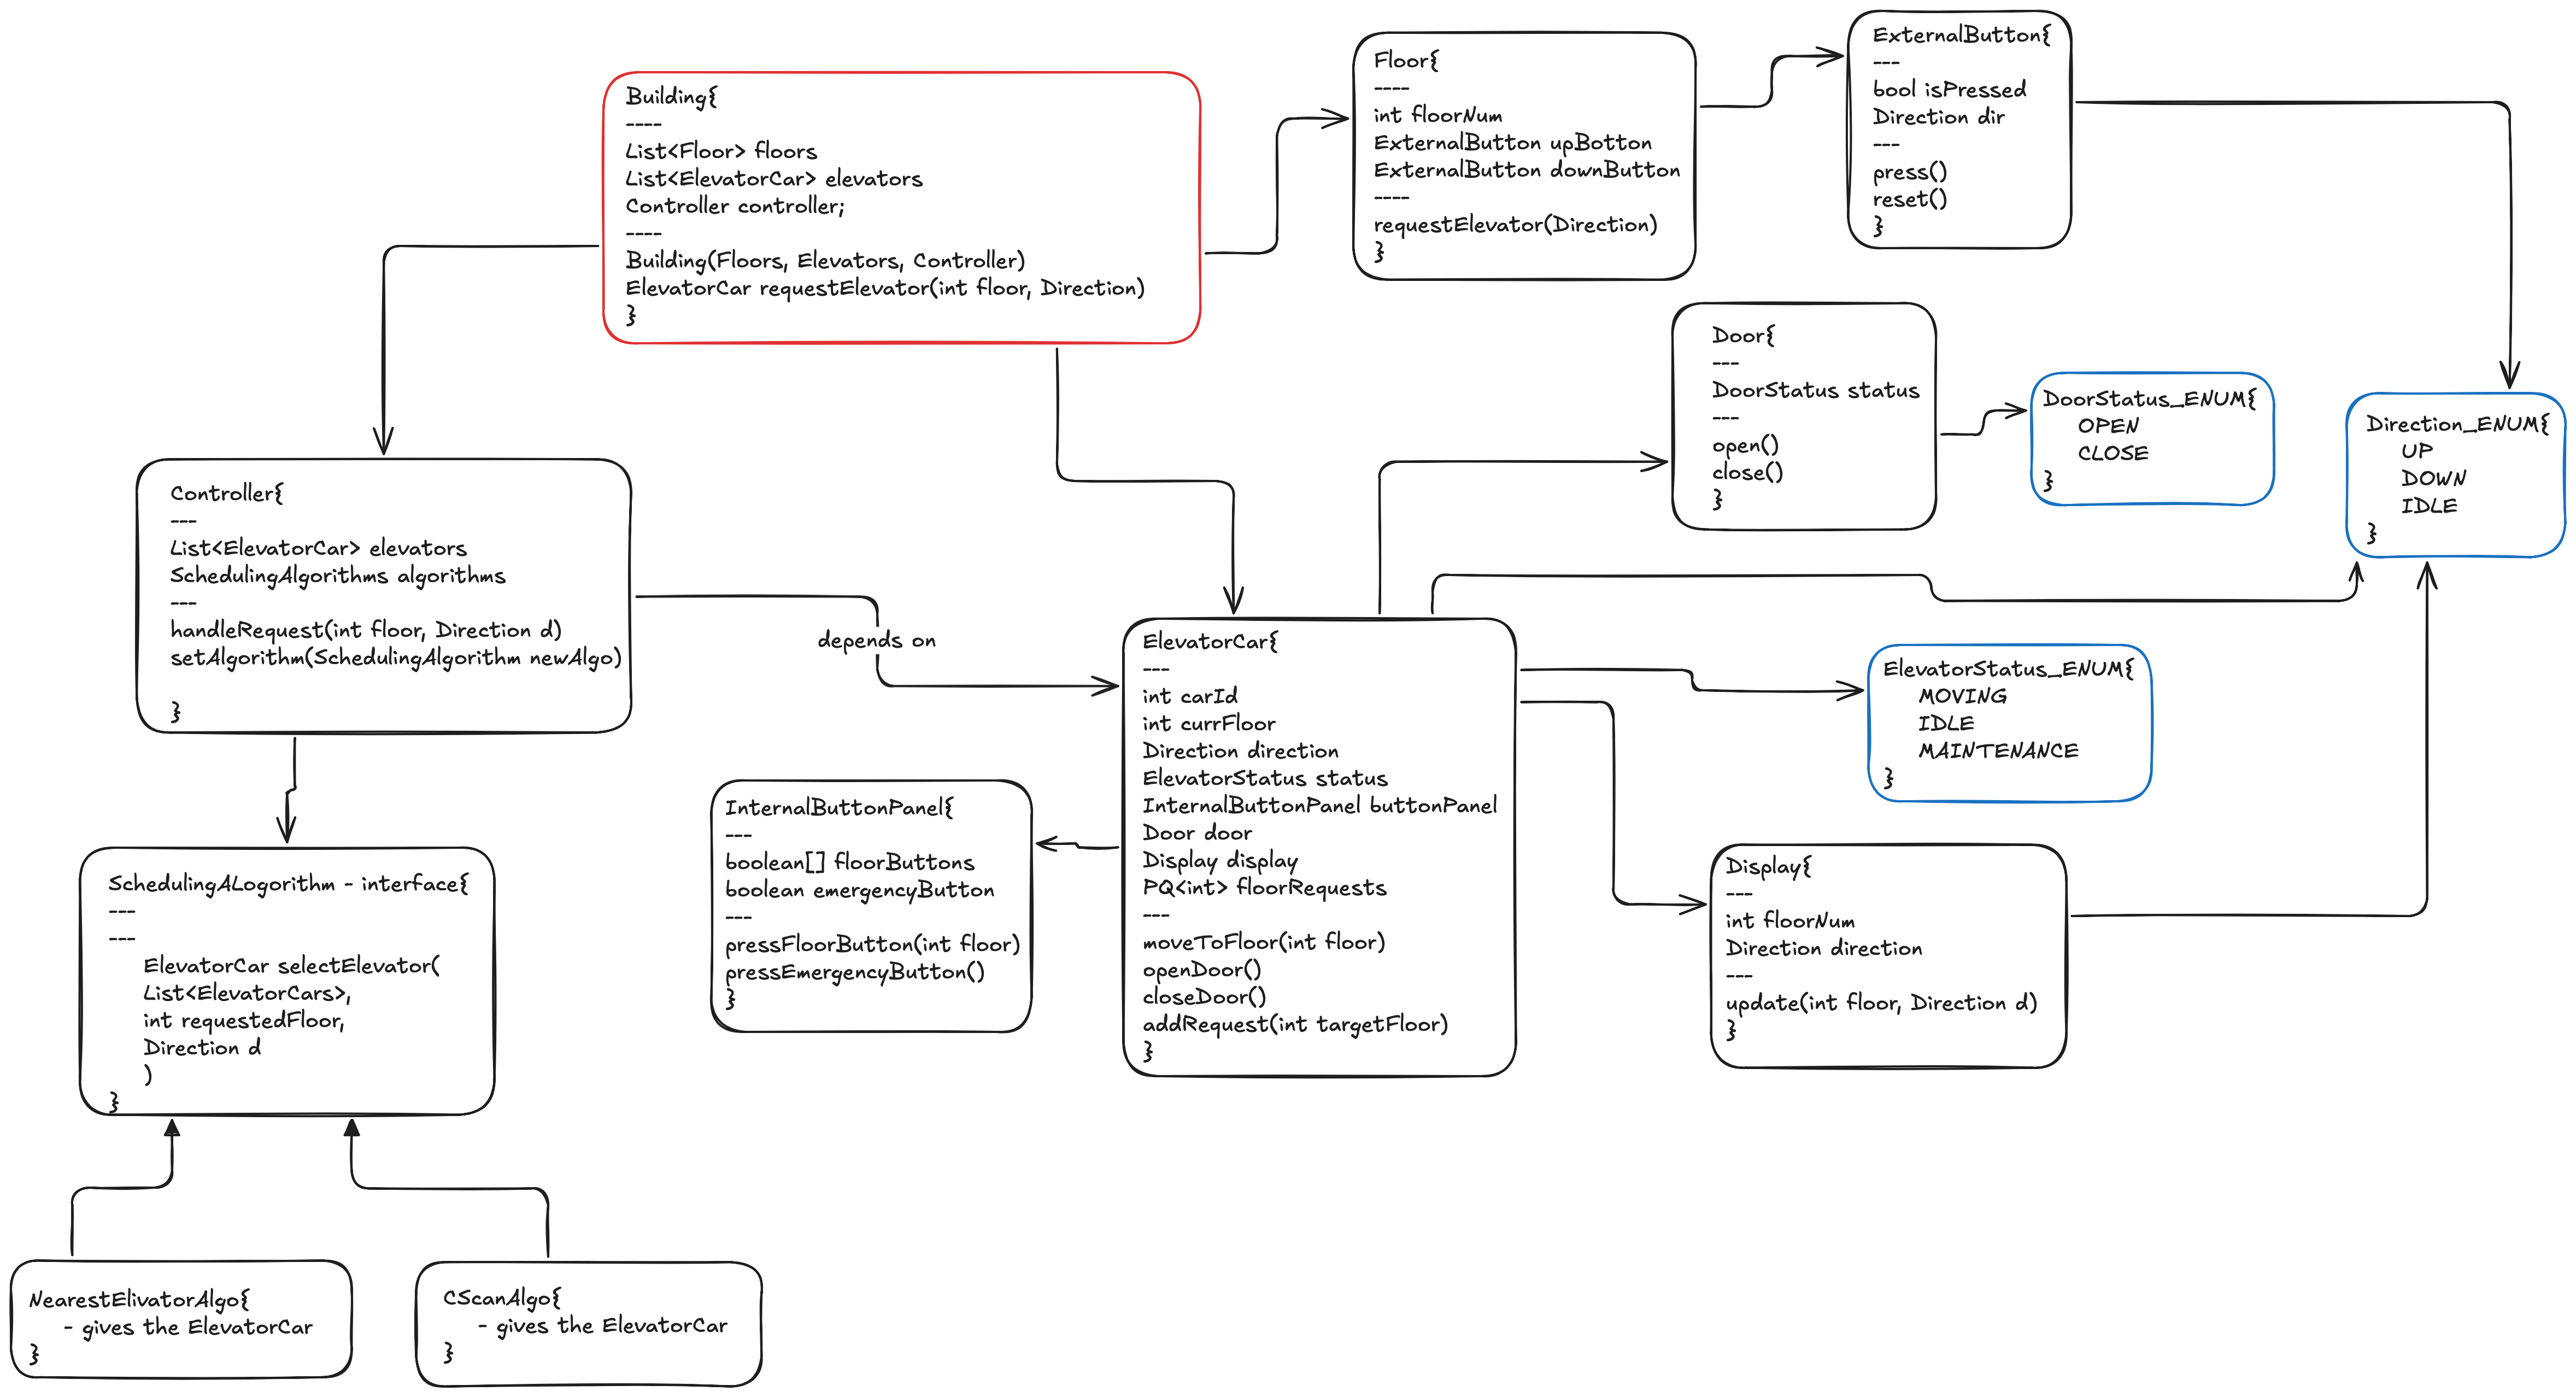 Building{
----
List<Floor> floors
List<ElevatorCar> elevators
Controller controller;
----
Building(Floors, Elevators, Controller)
ElevatorCar requestElevator(int floor, Direction)
}
Floor{
----
int floorNum
ExternalButton upBotton
ExternalButton downButton
----
requestElevator(Direction)
}
ExternalButton{
---
bool isPressed
Direction dir
---
press()
reset()
}
Door{
---
DoorStatus status
---
open()
close()
}
DoorStatus_ENUM{
OPEN
CLOSE
}
Direction_ENUM{
UP
DOWN
IDLE
}
Controller{
---
List<ElevatorCar> elevators
SchedulingAlgorithms algorithms
---
handleRequest(int floor, Direction d)
setAlgorithm(SchedulingAlgorithm newAlgo)
}
depends on
ElevatorCar{
---
int carId
int currFloor
Direction direction
ElevatorStatus status
InternalButtonPanel buttonPanel
Door door
Display display
PQ<int> floorRequests
---
moveToFloor(int floor)
openDoor()
closeDoor()
addRequest(int targetFloor)
}
ElevatorStatus_ENUM{
MOVING
IDLE
MAINTENANCE
}
InternalButtonPanel{
---
boolean[] floorButtons
boolean emergencyButton
---
pressFloorButton(int floor)
pressEmergencyButton()
}
Display{
---
int floorNum
Direction direction
---
update(int floor, Direction d)
}
SchedulingALogorithm - interface{
---
---
ElevatorCar selectElevator(
List<ElevatorCars>,
int requestedFloor,
Direction d
)
}
NearestElivatorAlgo{
- gives the ElevatorCar
}
CScanAlgo{
- gives the ElevatorCar
}